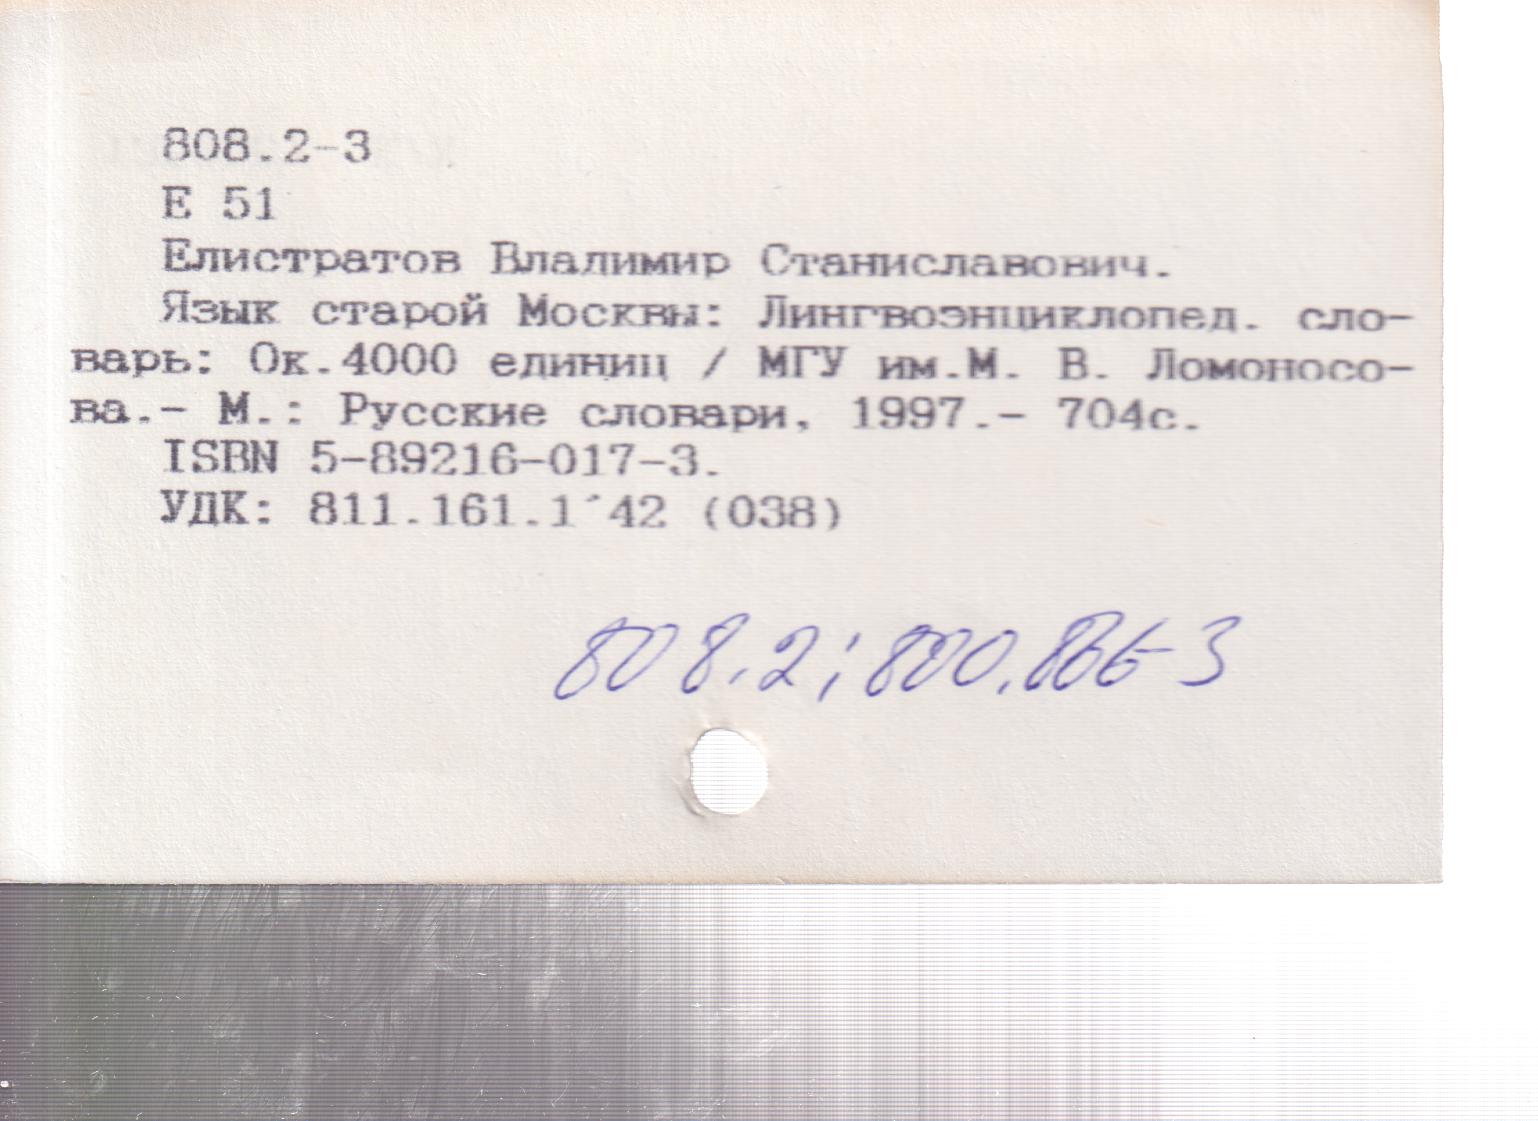 808.2-3
Е 51
Елистратов Владимир Станиславович.
Язык старой Москвы: Лингвоэнциклопед. сло-
варь: Ок.4000 единиц / МГУ им.М. В. Ломоносо-
ва.- М.: Русские словари, 1997.- 704с.
ISBN 5-89216-017-3.
УДК: 811.161.1´42 (038)
808.2; 800.866-3